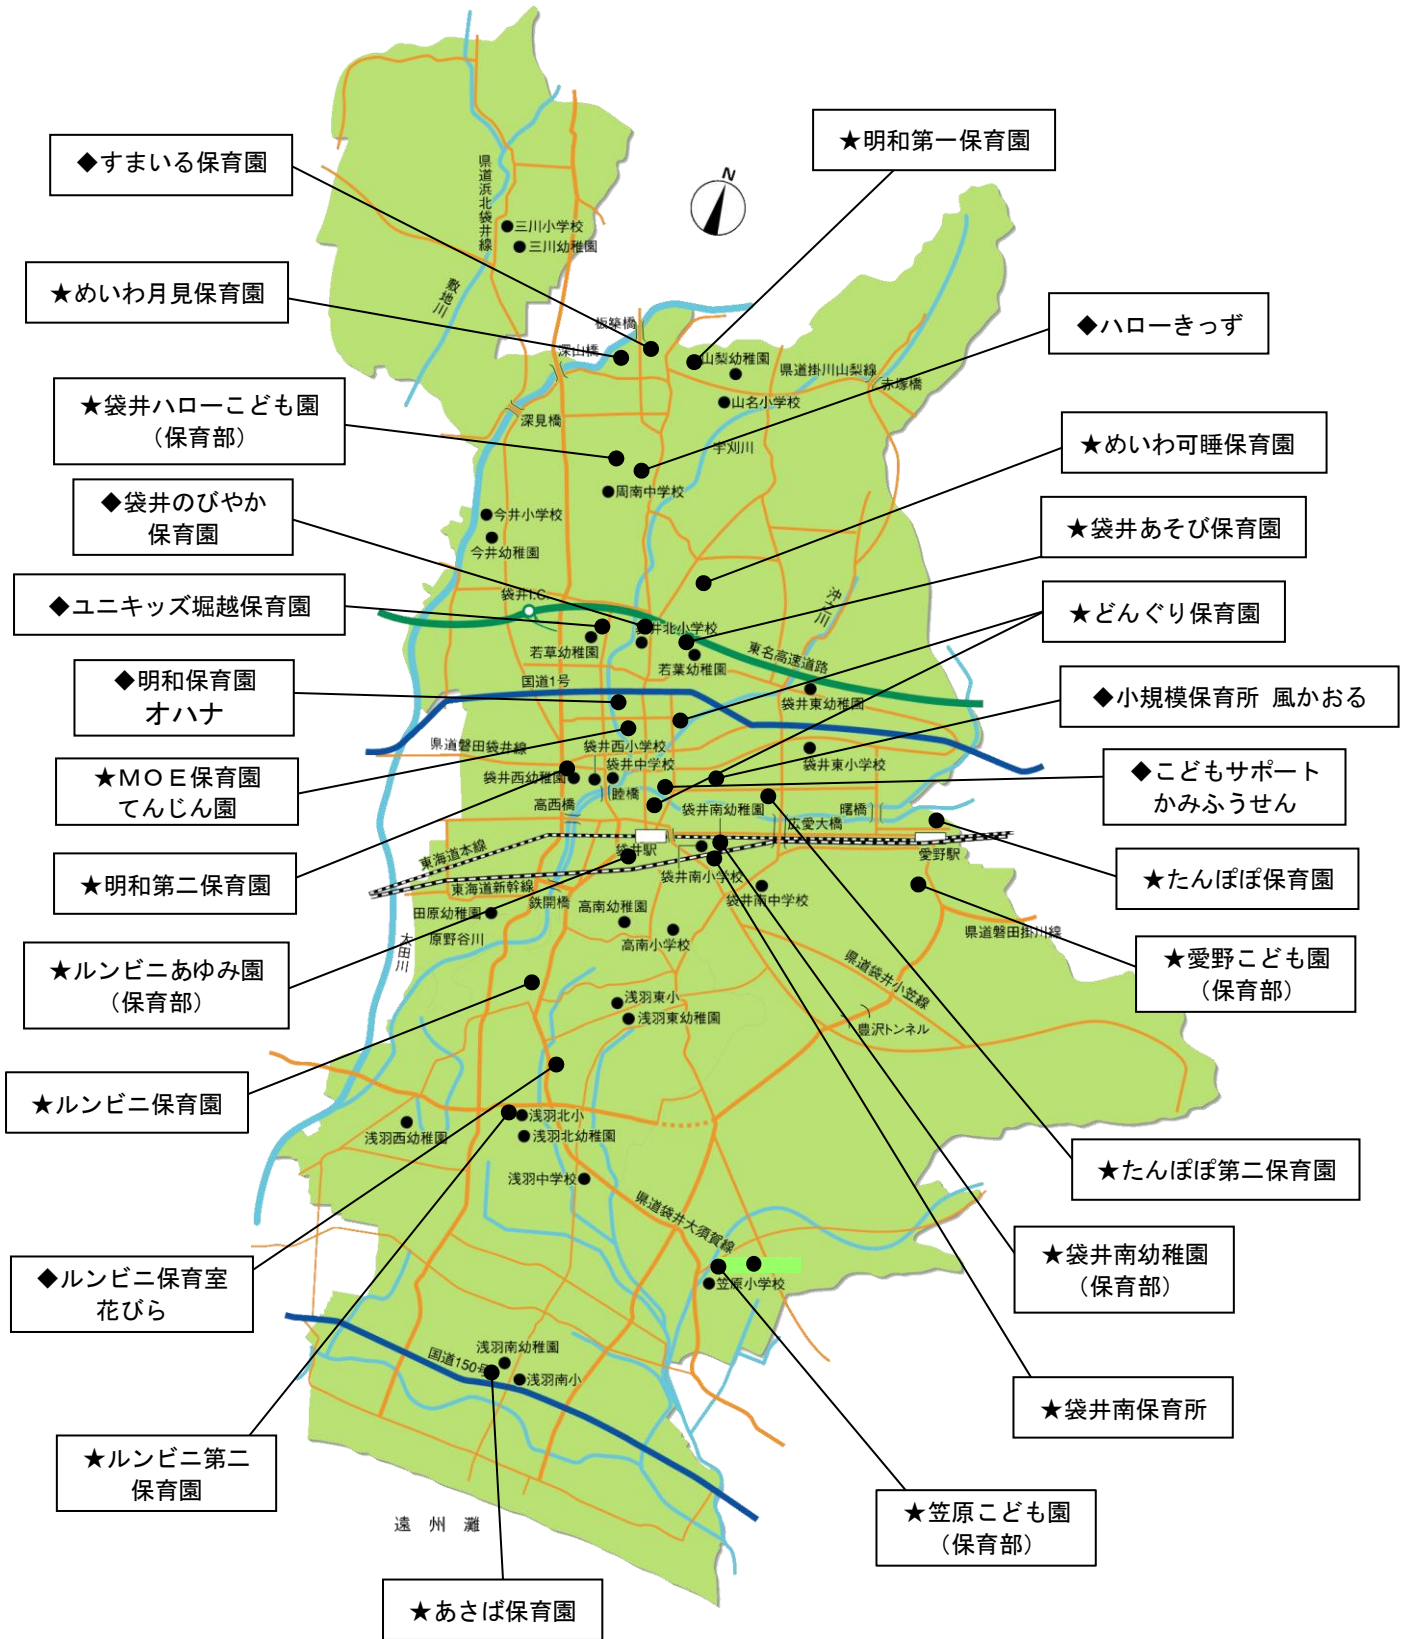 ★明和第一保育園
◆すまいる保育園
N
県道浜北袋井線
三川小学校
三川幼稚園
★めいわ月見保育園
敷地川
◆ハローきっず
板築橋
深山橋
山梨幼稚園
県道掛川山梨線
赤塚橋
★袋井ハローこども園
（保育部）
山名小学校
深見橋
宇刈川
★めいわ可睡保育園
◆袋井のびやか
保育園
周南中学校
今井小学校
今井幼稚園
★袋井あそび保育園
◆ユニキッズ堀越保育園
袋井I.C.
沖之川
★どんぐり保育園
袋井北小学校
若草幼稚園
若葉幼稚園
東名高速道路
◆明和保育園
オハナ
国道1号
袋井東幼稚園
◆小規模保育所 風かおる
県道磐田袋井線
袋井西小学校
袋井東小学校
★ＭＯＥ保育園
てんじん園
袋井西幼稚園
袋井中学校
◆こどもサポート
かみふうせん
睦橋
高西橋
袋井南幼稚園
曙橋
広愛大橋
東海道本線
袋井駅
愛野駅
★明和第二保育園
東海道新幹線
袋井南小学校
★たんぽぽ保育園
鉄開橋
袋井南中学校
田原幼稚園
高南幼稚園
原野谷川
太田川
高南小学校
県道磐田掛川線
★ルンビニあゆみ園
（保育部）
★愛野こども園
（保育部）
県道袋井小笠線
浅羽東小
浅羽東幼稚園
豊沢トンネル
★ルンビニ保育園
浅羽北小
浅羽西幼稚園
浅羽北幼稚園
★たんぽぽ第二保育園
浅羽中学校
県道袋井大須賀線
★袋井南幼稚園
（保育部）
◆ルンビニ保育室
花びら
笠原小学校
浅羽南幼稚園
国道150号
浅羽南小
★袋井南保育所
★ルンビニ第二
保育園
★笠原こども園
（保育部）
遠州灘
★あさば保育園